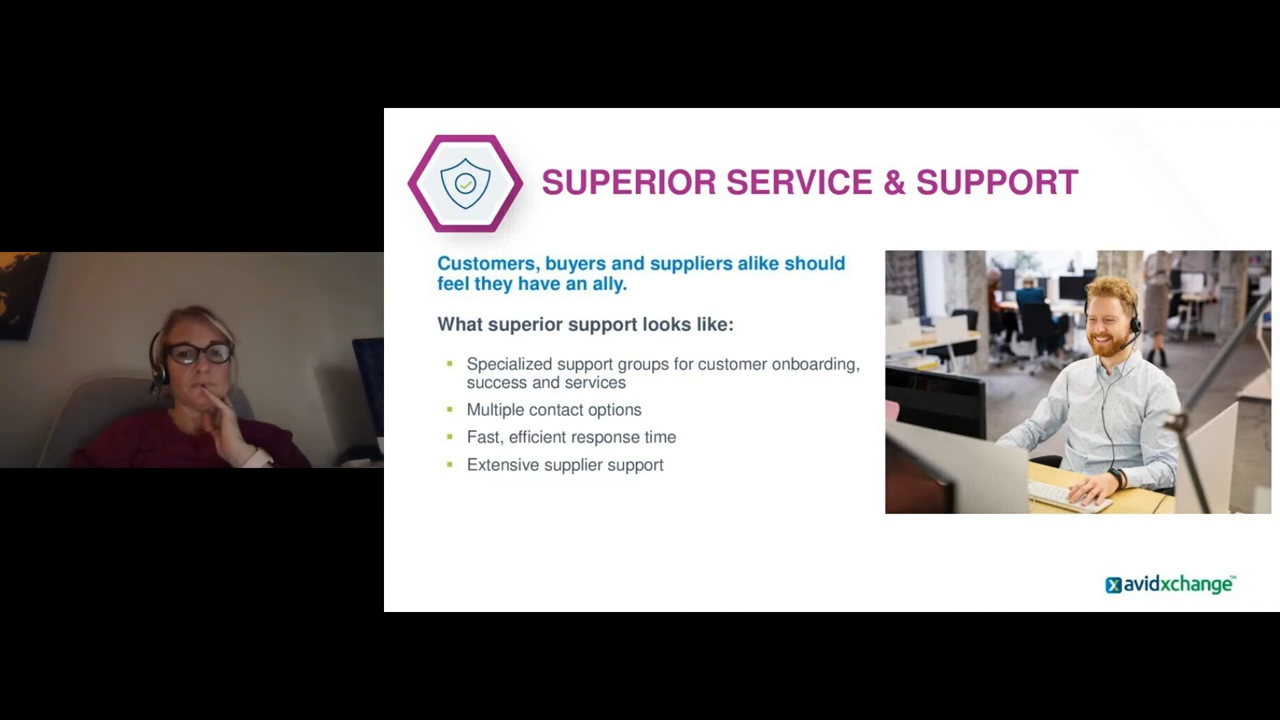 SUPERIOR SERVICE & SUPPORT
Customers, buyers and suppliers alike should
feel they have an ally.
What superior support looks like:
Specialized support groups for customer onboarding,
success and services
Multiple contact options
Fast, efficient response time
Extensive supplier support
avidxchange™